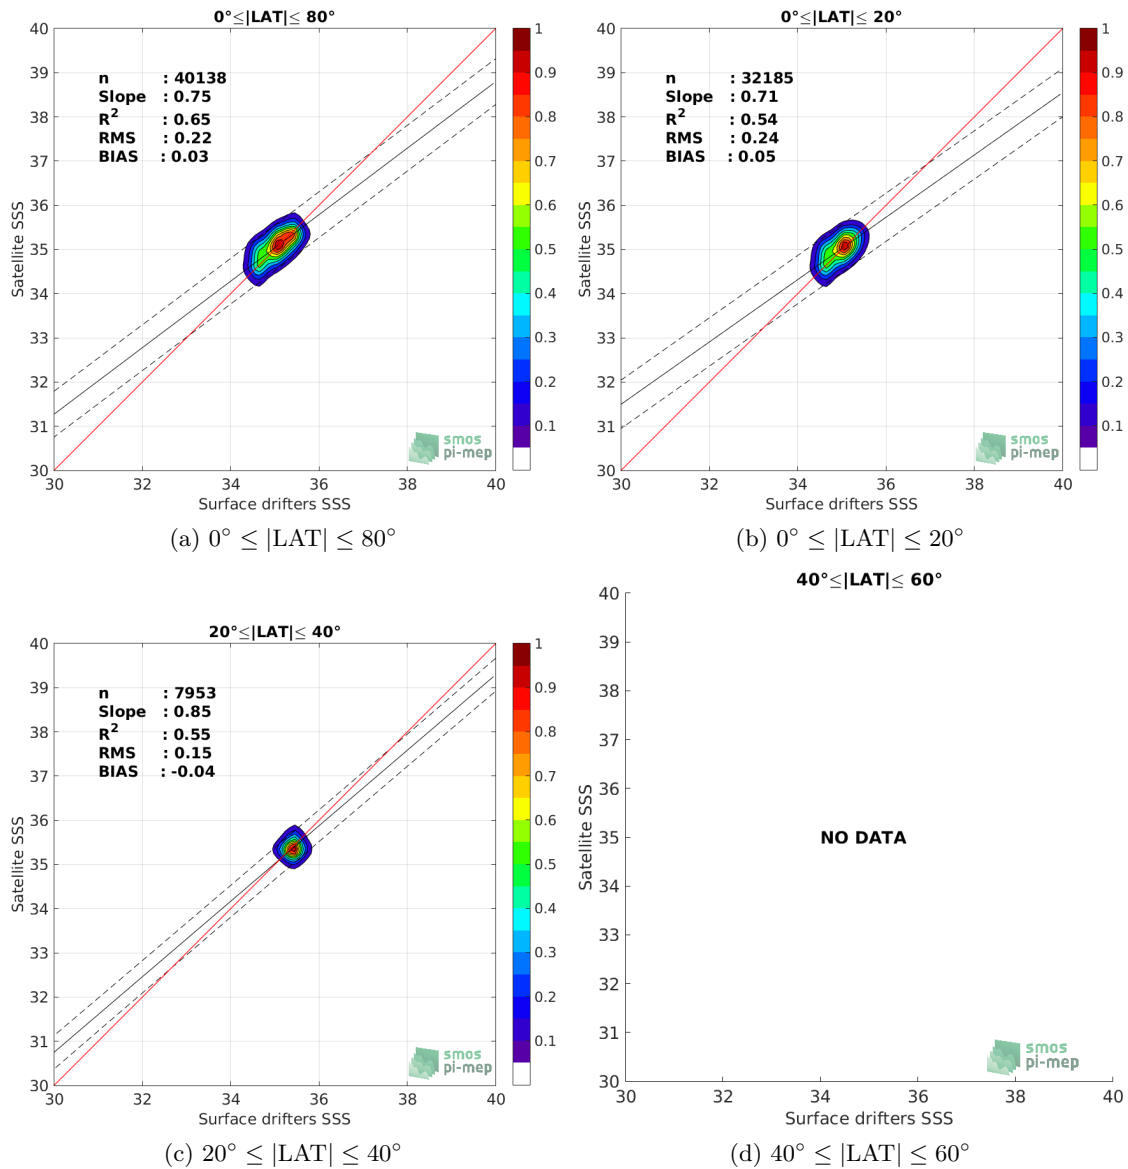 0°≤|LAT|≤ 80°
40
39
38
37
36
35
34
33
32
31
30
Satellite SSS
n : 40138
Slope : 0.75
R² : 0.65
RMS : 0.22
BIAS : 0.03
smos
pi-mep
30 32 34 36 38 40
Surface drifters SSS
1
0.9
0.8
0.7
0.6
0.5
0.4
0.3
0.2
0.1
(a) 0° ≤ |LAT| ≤ 80°
0°≤|LAT|≤ 20°
40
39
38
37
36
35
34
33
32
31
30
Satellite SSS
n : 32185
Slope : 0.71
R² : 0.54
RMS : 0.24
BIAS : 0.05
smos
pi-mep
30 32 34 36 38 40
Surface drifters SSS
1
0.9
0.8
0.7
0.6
0.5
0.4
0.3
0.2
0.1
(b) 0° ≤ |LAT| ≤ 20°
20°≤|LAT|≤ 40°
40
39
38
37
36
35
34
33
32
31
30
Satellite SSS
n : 7953
Slope : 0.85
R² : 0.55
RMS : 0.15
BIAS : -0.04
smos
pi-mep
30 32 34 36 38 40
Surface drifters SSS
1
0.9
0.8
0.7
0.6
0.5
0.4
0.3
0.2
0.1
(c) 20° ≤ |LAT| ≤ 40°
40°≤|LAT|≤ 60°
40
39
38
37
36
35
34
33
32
31
30
Satellite SSS
NO DATA
smos
pi-mep
30 32 34 36 38 40
Surface drifters SSS
(d) 40° ≤ |LAT| ≤ 60°